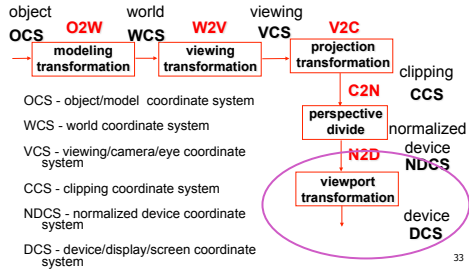 object O2W world W2V viewing V2C
OCS WCS VCS
modeling transformation
viewing transformation
projection transformation
clipping
CCS
C2N
OCS - object/model coordinate system
perspective divide
normalized
WCS - world coordinate system
N2D
device
NDCS
VCS - viewing/camera/eye coordinate
system
viewport transformation
CCS - clipping coordinate system
NDCS - normalized device coordinate
system
device
DCS
DCS - device/display/screen coordinate
system
33